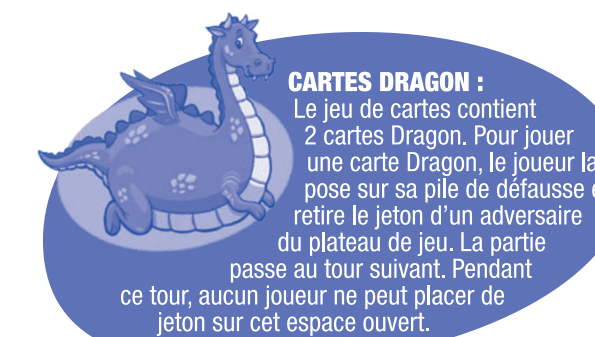 CARTES DRAGON :
Le jeu de cartes contient
2 cartes Dragon. Pour jouer
une carte Dragon, le joueur la
pose sur sa pile de défausse
retire le jeton d’un adversaire
du plateau de jeu. La partie
passe au tour suivant. Pendant
ce tour, aucun joueur ne peut placer de
jeton sur cet espace ouvert.